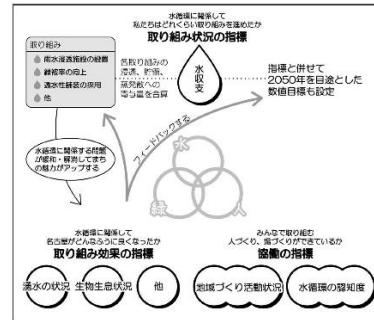 水循環に関係して
私たちはどれくらい取り組みを進めたか
取り組み状況の指標
取り組み
雨水浸透施設の設置
緑被率の向上
透水性舗装の採用
他
各取り組みの
浸透、貯留、
蒸発散への
寄与量を合算
水収支
指標と併せて
2050年を目途とした
数値目標も設定
フィードバックする
水循環に関係する問題
が緩和・解消してまち
の魅力がアップする
水
緑
人
水循環に関係して
名古屋がどんなふうに良くなったか
取り組み効果の指標
湧水の状況
生物生息状況
他
みんなで取り組む
人づくり、場づくりができているか
協働の指標
地域づくり活動状況
水循環の認知度